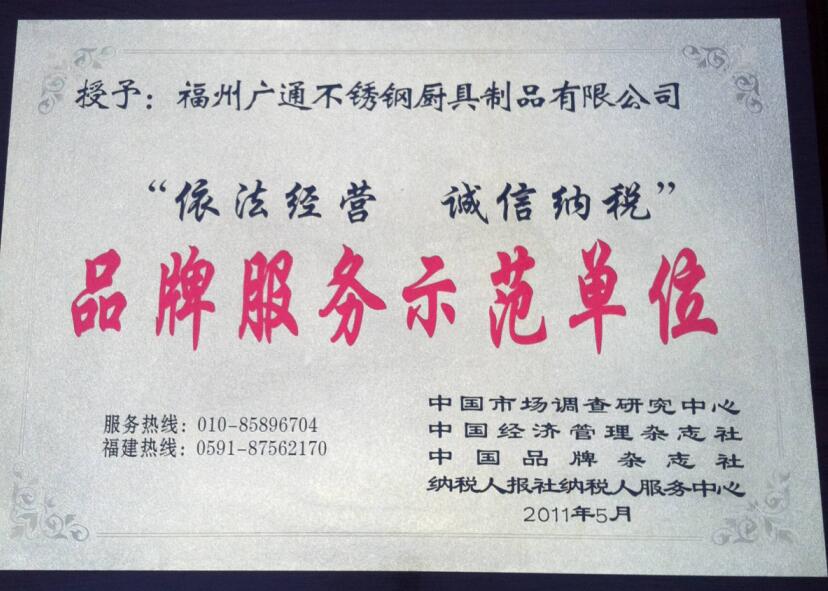 授予：福州广通不锈钢厨具制品有限公司
“依法经营 诚信纳税”
品牌服务示范单位
服务热线：010-85896704
福建热线：0591-87562170
中国市场调查研究中心
中国经济管理杂志社
中国品牌杂志社
纳税人报社纳税人服务中心
2011年5月